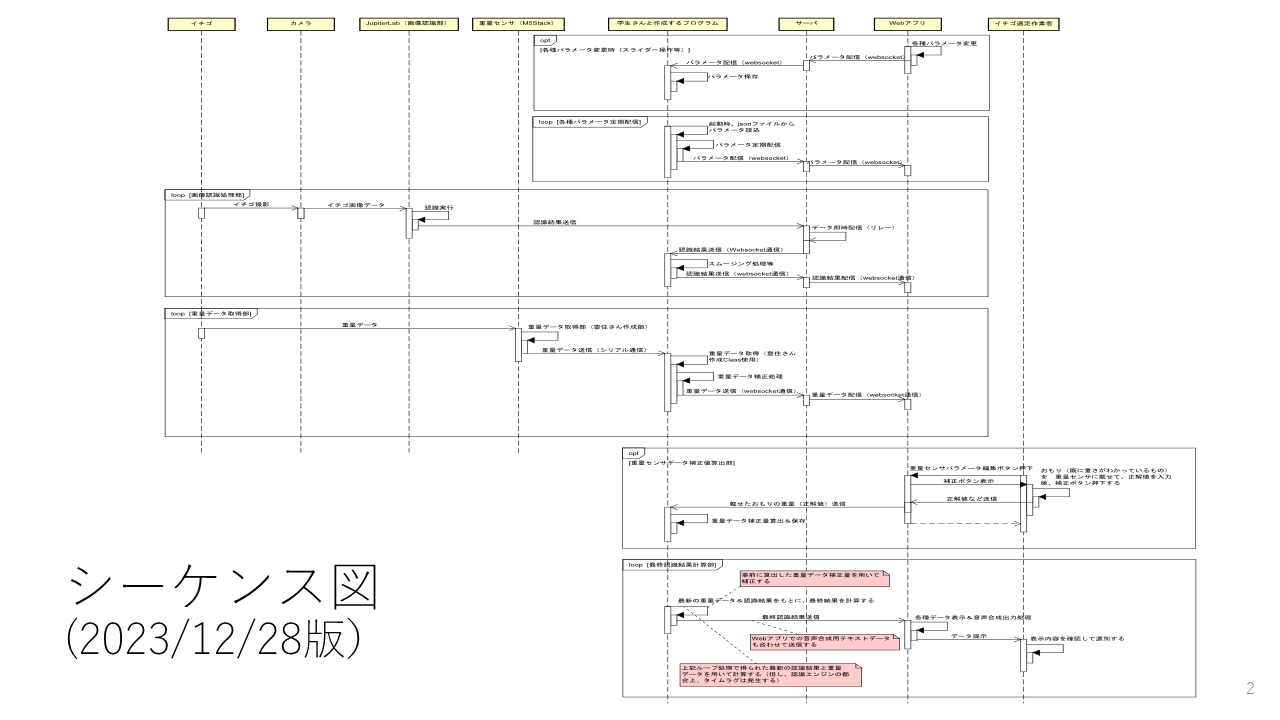 イチゴ
カメラ
JupiterLab（画像認識部）
重量センサ（M5Stack）
学生さんと作成するプログラム
サーバ
Webアプリ
イチゴ選定作業者
opt
[各種パラメータ変更時（スライダー操作等）]
各種パラメータ変更
パラメータ配信（websocket）
パラメータ配信（websocket）
パラメータ保存
loop [各種パラメータ定期配信]
起動時、jsonファイルから
パラメータ読込
パラメータ定期配信
パラメータ配信（websocket）
パラメータ配信（websocket）
loop [画像認識処理部]
イチゴ撮影
イチゴ画像データ
認識実行
認識結果送信
データ即時配信（リレー）
認識結果送信（Websocket通信）
スムージング処理等
認識結果送信（websocket通信）
認識結果配信（websocket通信）
loop [重量データ取得部]
重量データ
重量データ取得部（豊住さん作成部）
重量データ送信（シリアル通信）
重量データ取得（豊住さん
作成Class使用）
重量データ補正処理
重量データ送信（websocket通信）
重量データ配信（websocket通信）
opt
[重量センサデータ補正値算出部]
重量センサパラメータ編集ボタン押下
おもり（既に重さがわかっているもの）
を　重量センサに載せて、正解値を入力
後、補正ボタン押下する
補正ボタン表示
正解値など送信
載せたおもりの重量（正解値）送信
重量データ補正量算出＆保存
loop [最終認識結果計算部]
事前に算出した重量データ補正量を用いて
補正する
最新の重量データ＆認識結果をもとに、最終結果を計算する
最終認識結果送信
各種データ表示＆音声合成出力処理
Webアプリでの音声合成用テキストデータ
も合わせて送信する
データ提示
表示内容を確認して選別する
上記ループ処理で得られた最新の認識結果と重量
データを用いて計算する（但し、認識エンジンの都
合上、タイムラグは発生する）
シーケンス図
(2023/12/28版)
2